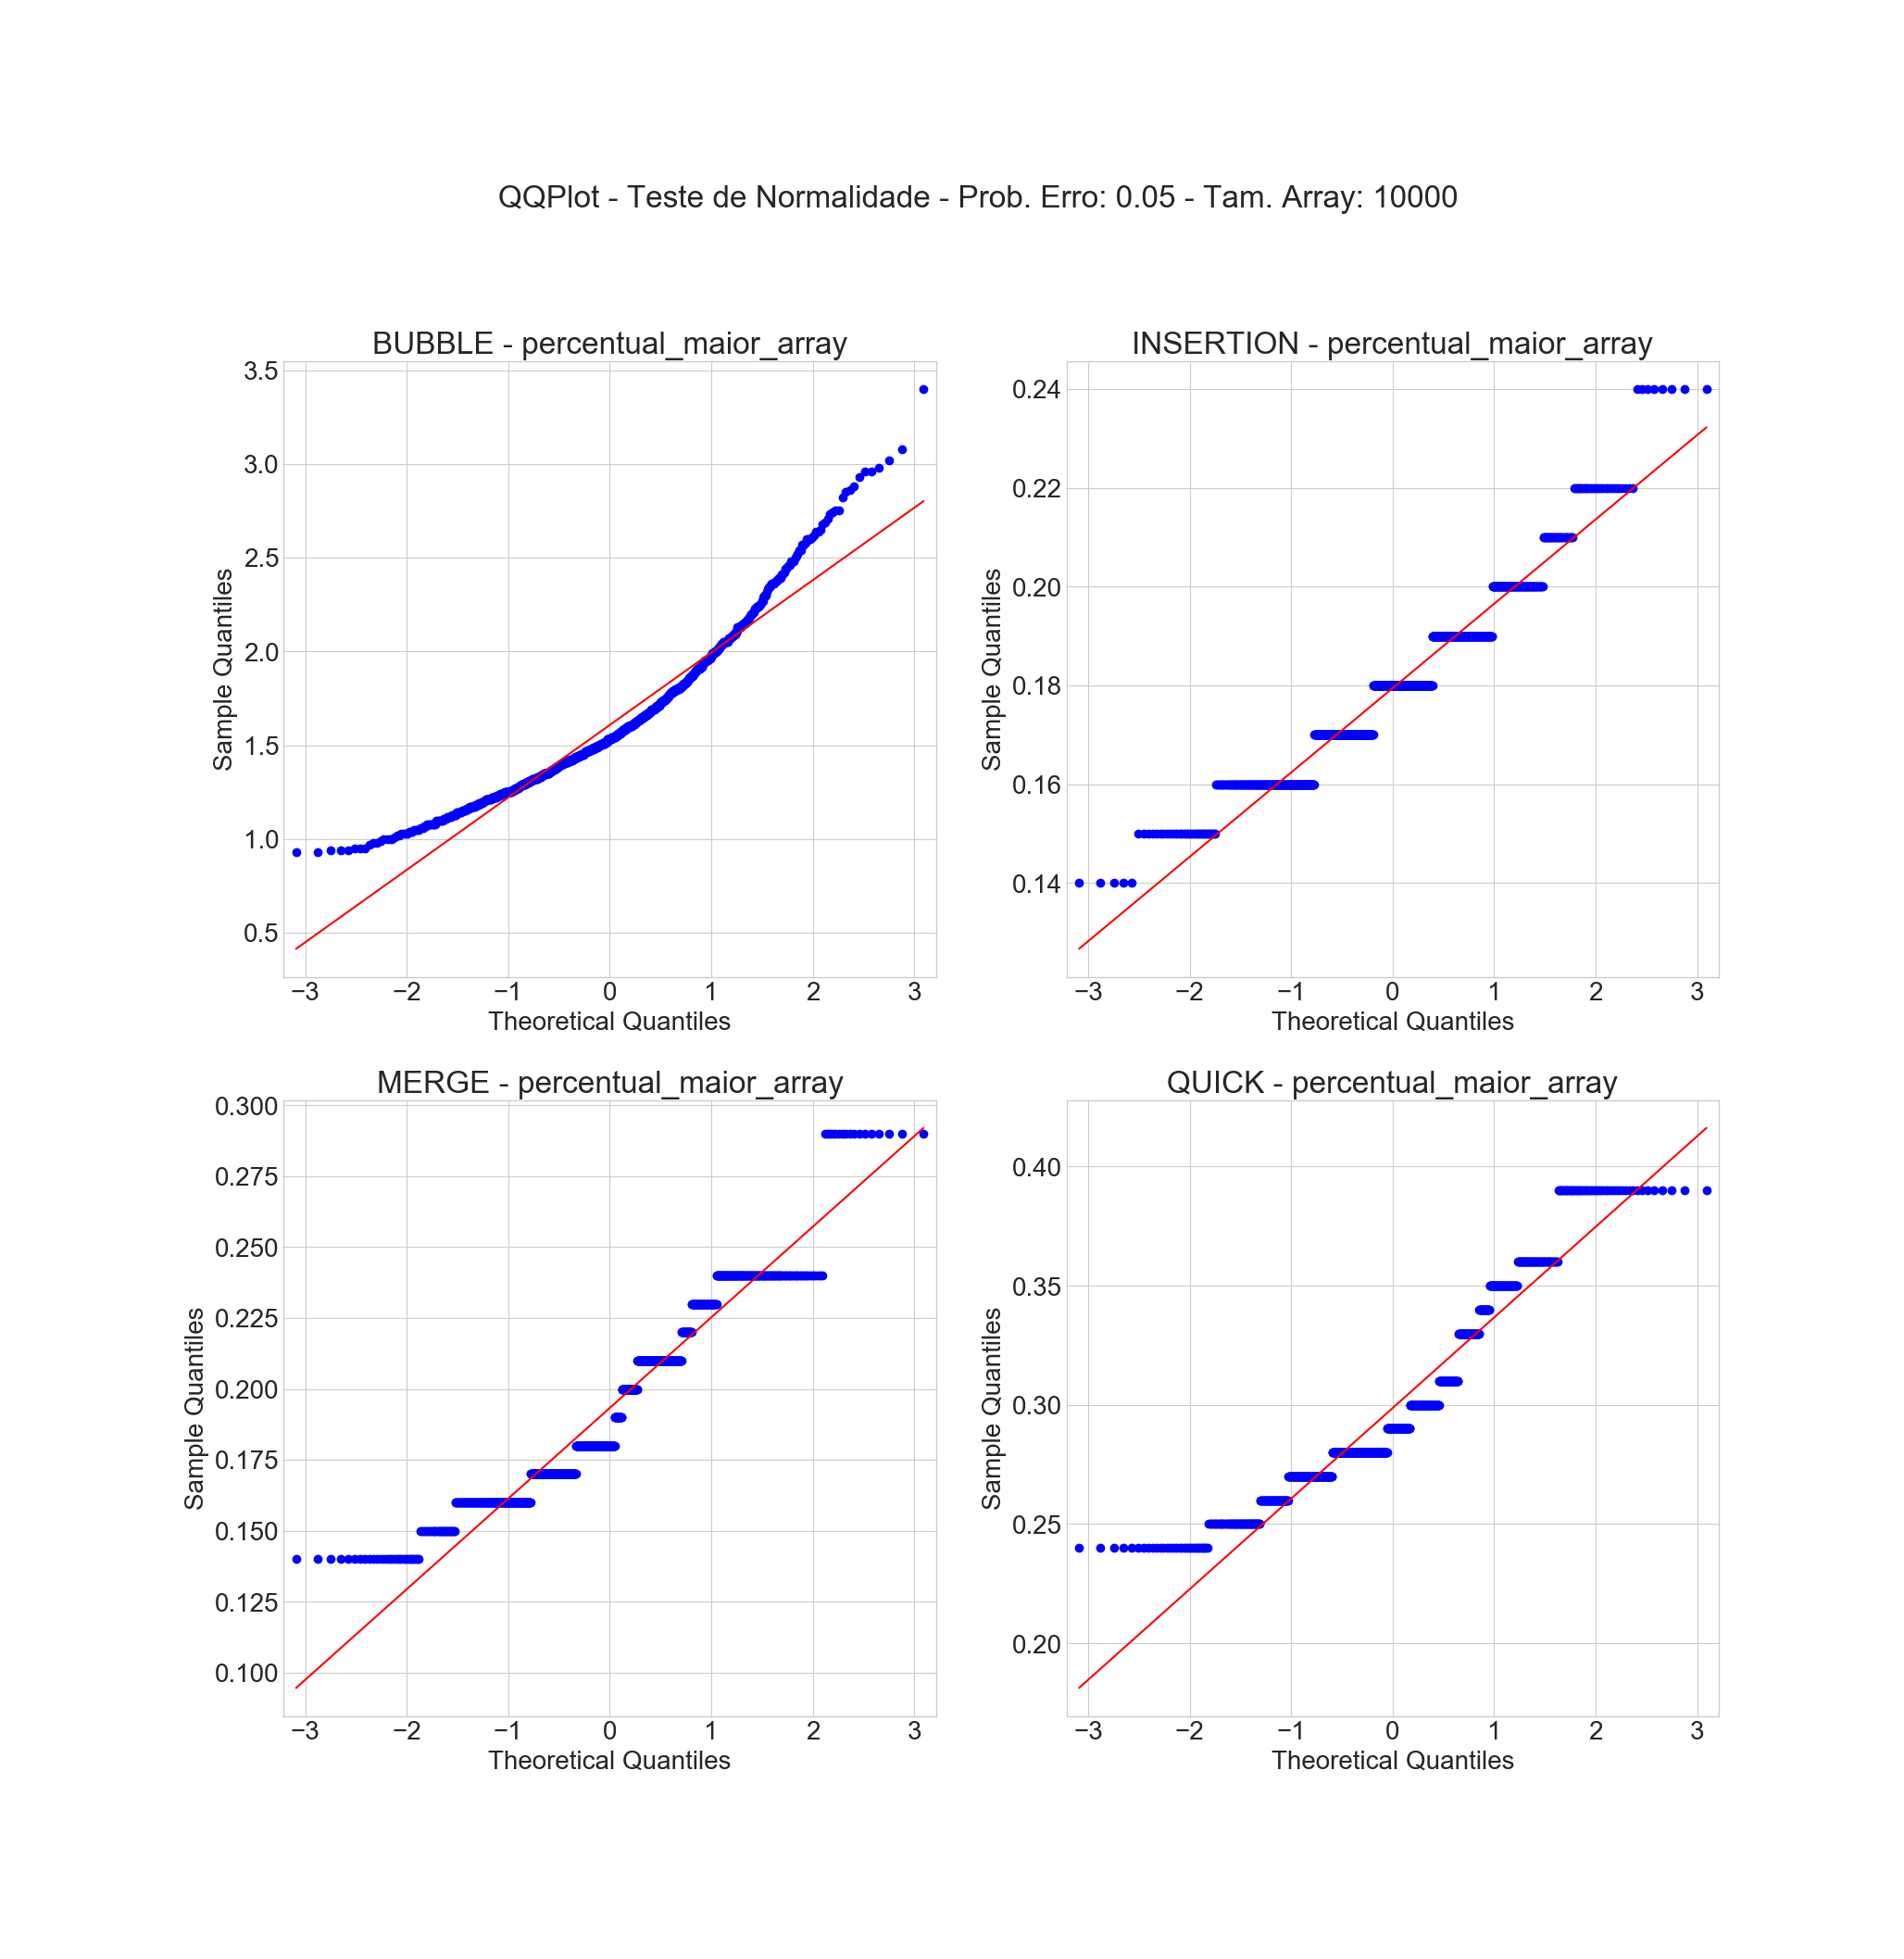 QQPlot - Teste de Normalidade - Prob. Erro: 0.05 - Tam. Array: 10000
BUBBLE - percentual_maior_array
3.5
3.0
2.5
2.0
1.5
1.0
0.5
Sample Quantiles
−3 −2 −1 0 1 2 3
Theoretical Quantiles
INSERTION - percentual_maior_array
0.24
0.22
0.20
0.18
0.16
0.14
Sample Quantiles
−3 −2 −1 0 1 2 3
Theoretical Quantiles
MERGE - percentual_maior_array
0.300
0.275
0.250
0.225
0.200
0.175
0.150
0.125
0.100
Sample Quantiles
−3 −2 −1 0 1 2 3
Theoretical Quantiles
QUICK - percentual_maior_array
0.40
0.35
0.30
0.25
0.20
Sample Quantiles
−3 −2 −1 0 1 2 3
Theoretical Quantiles